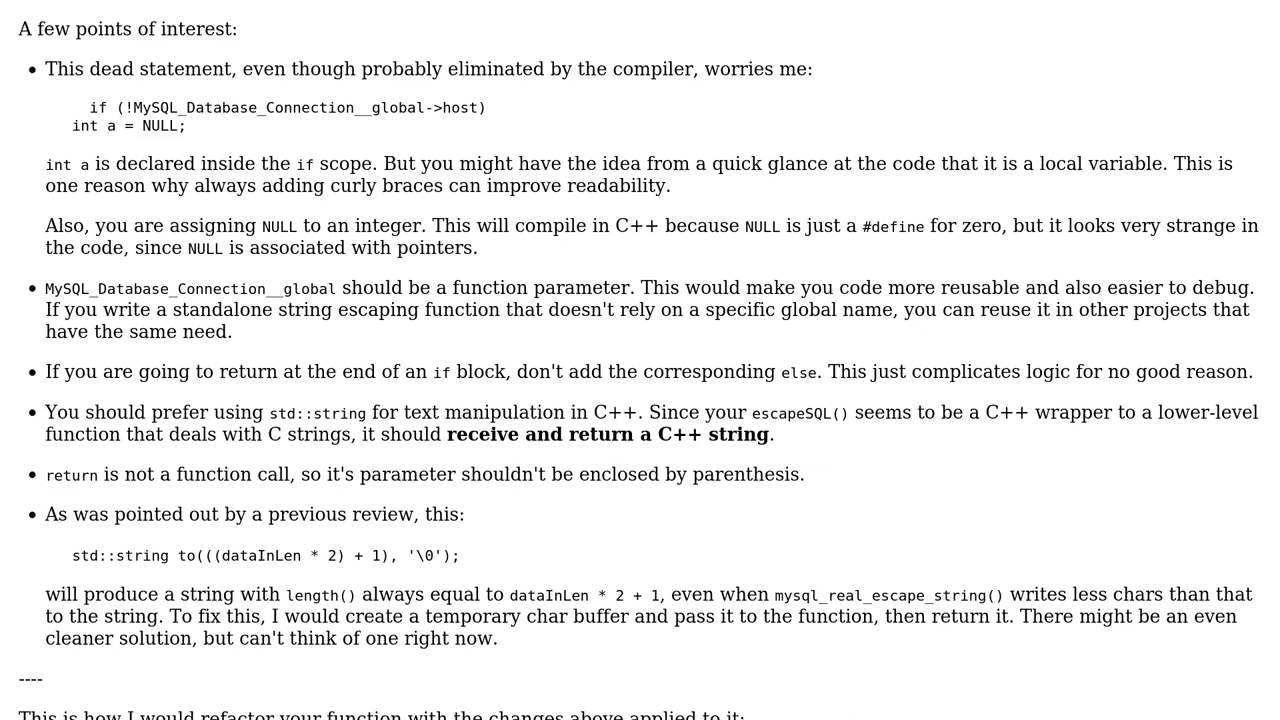 A few points of interest:
This dead statement, even though probably eliminated by the compiler, worries me:
if (!MySQL_Database_Connection__global->host)
int a = NULL;
int a is declared inside the if scope. But you might have the idea from a quick glance at the code that it is a local variable. This is
one reason why always adding curly braces can improve readability.
Also, you are assigning NULL to an integer. This will compile in C++ because NULL is just a #define for zero, but it looks very strange in
the code, since NULL is associated with pointers.
MySQL_Database_Connection__global should be a function parameter. This would make you code more reusable and also easier to debug.
If you write a standalone string escaping function that doesn't rely on a specific global name, you can reuse it in other projects that
have the same need.
If you are going to return at the end of an if block, don't add the corresponding else. This just complicates logic for no good reason.
You should prefer using std::string for text manipulation in C++. Since your escapeSQL() seems to be a C++ wrapper to a lower-level
function that deals with C strings, it should receive and return a C++ string.
return is not a function call, so it's parameter shouldn't be enclosed by parenthesis.
As was pointed out by a previous review, this:
std::string to(((dataInLen * 2) + 1), '\0');
will produce a string with length() always equal to dataInLen * 2 + 1, even when mysql_real_escape_string() writes less chars than that
to the string. To fix this, I would create a temporary char buffer and pass it to the function, then return it. There might be an even
cleaner solution, but can't think of one right now.
----
This is how I would refactor your function with the changes above applied to it: